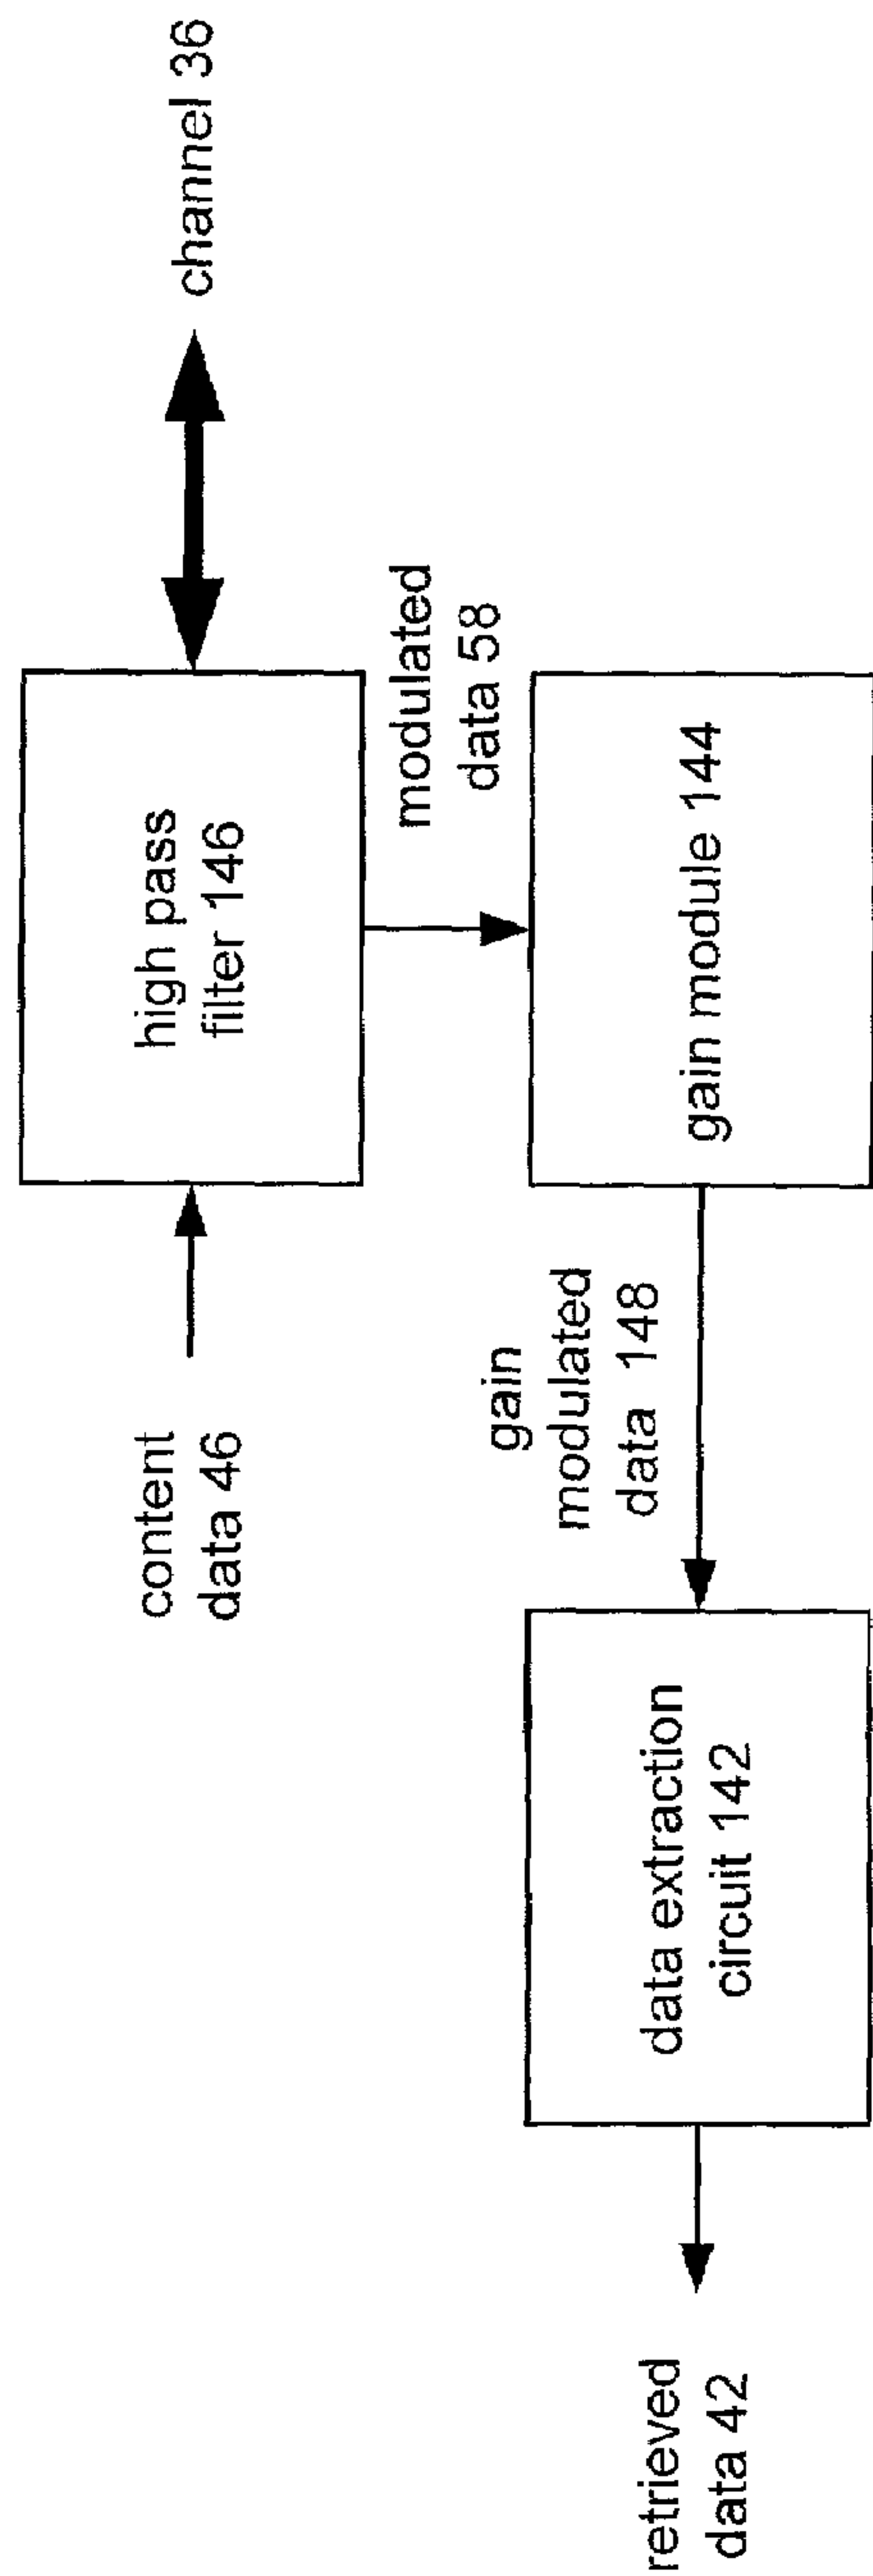 content
data 46
high pass
filter 146
channel 36
modulated
data 58
gain
modulated
data 148
gain module 144
data extraction
circuit 142
retrieved
data 42